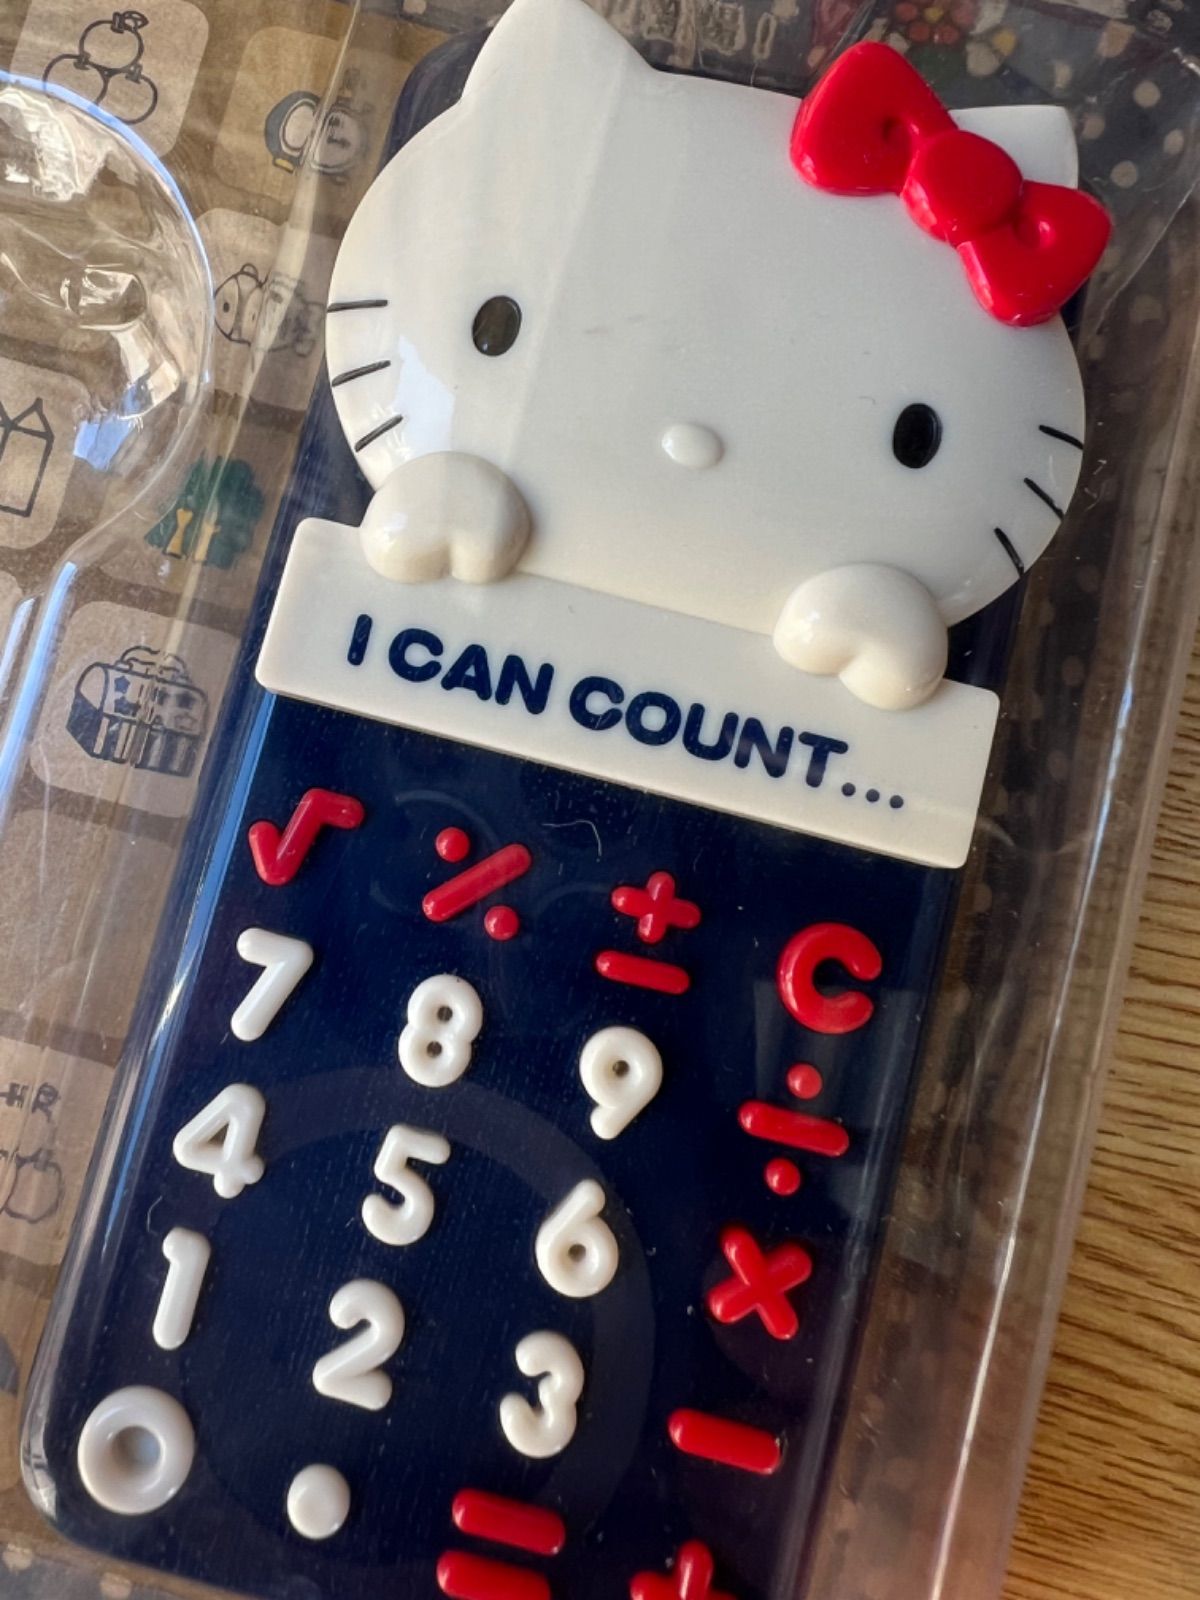 I CAN COUNT...
√ % ± C
7 8 9 ÷
4 5 6 ×
1 2 3 −
0 . = +